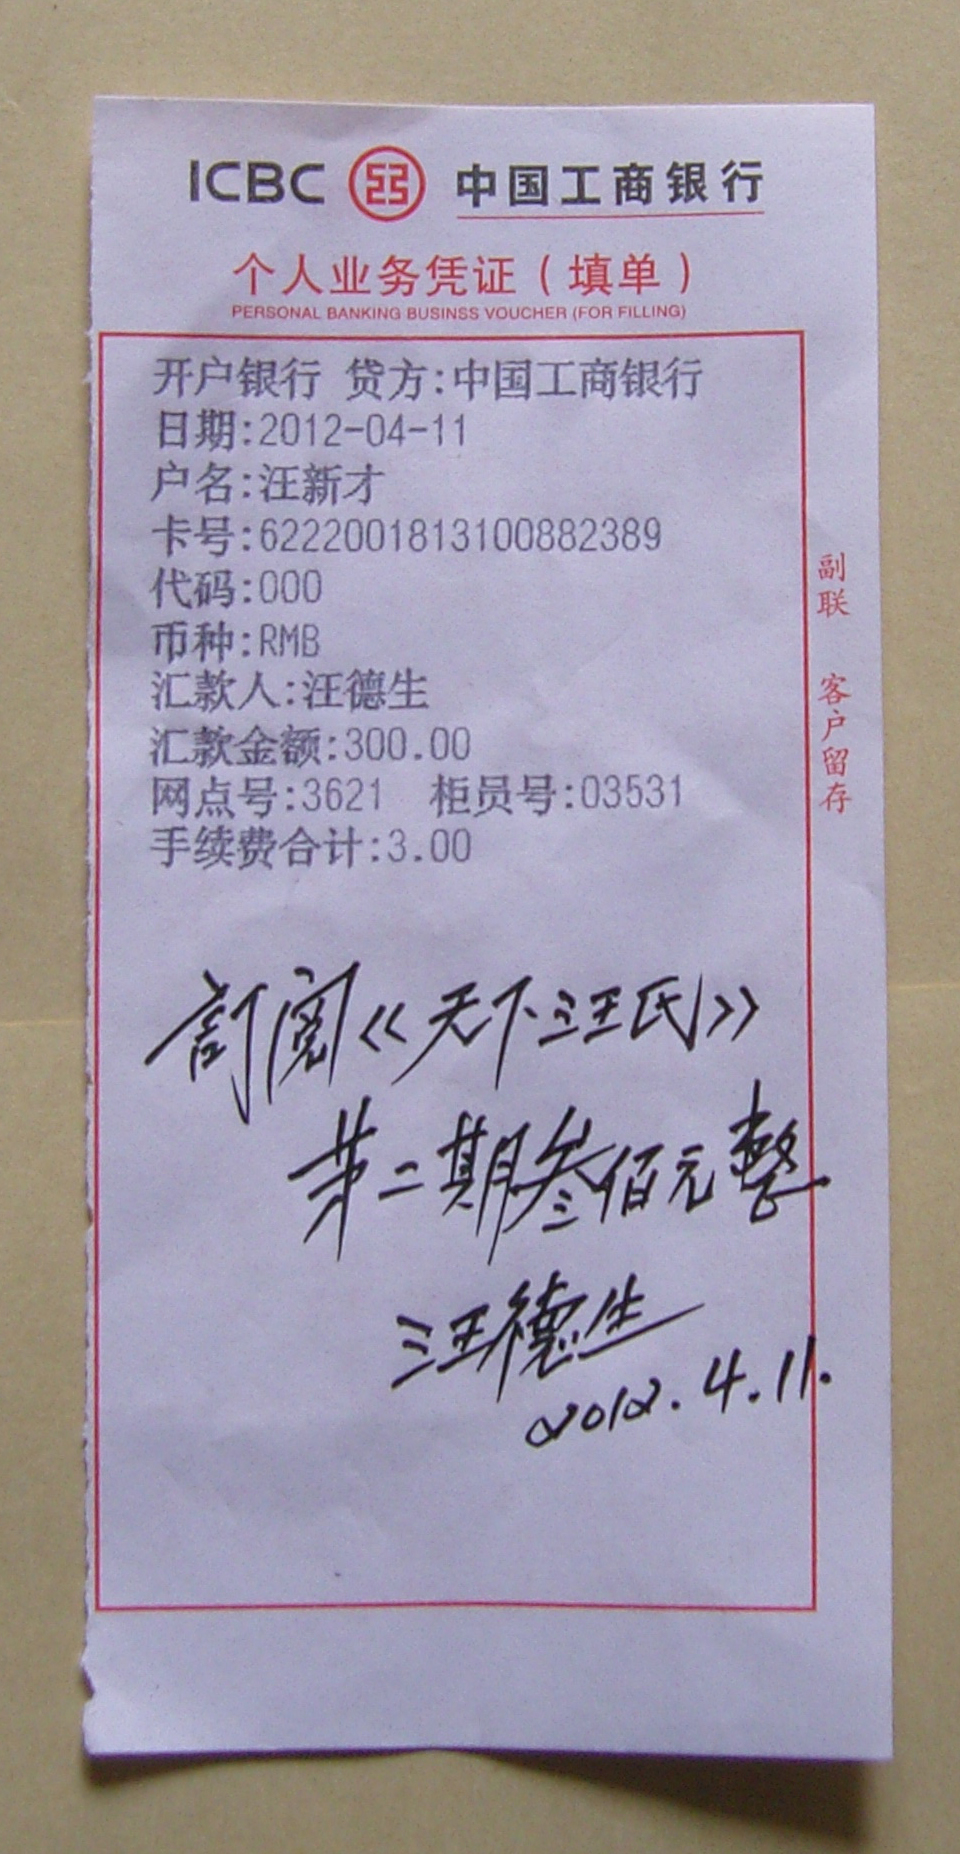 ICBC 中国工商银行
个人业务凭证（填单）
PERSONAL BANKING BUSINSS VOUCHER (FOR FILLING)
开户银行 贷方:中国工商银行
日期:2012-04-11
户名:汪新才
卡号:6222001813100882389
代码:000
币种:RMB
汇款人:汪德生
汇款金额:300.00
网点号:3621 柜员号:03531
手续费合计:3.00
副联 客户留存
訂阅《天下汪氏》
第二期叁佰元整
汪德生
2012.4.11.